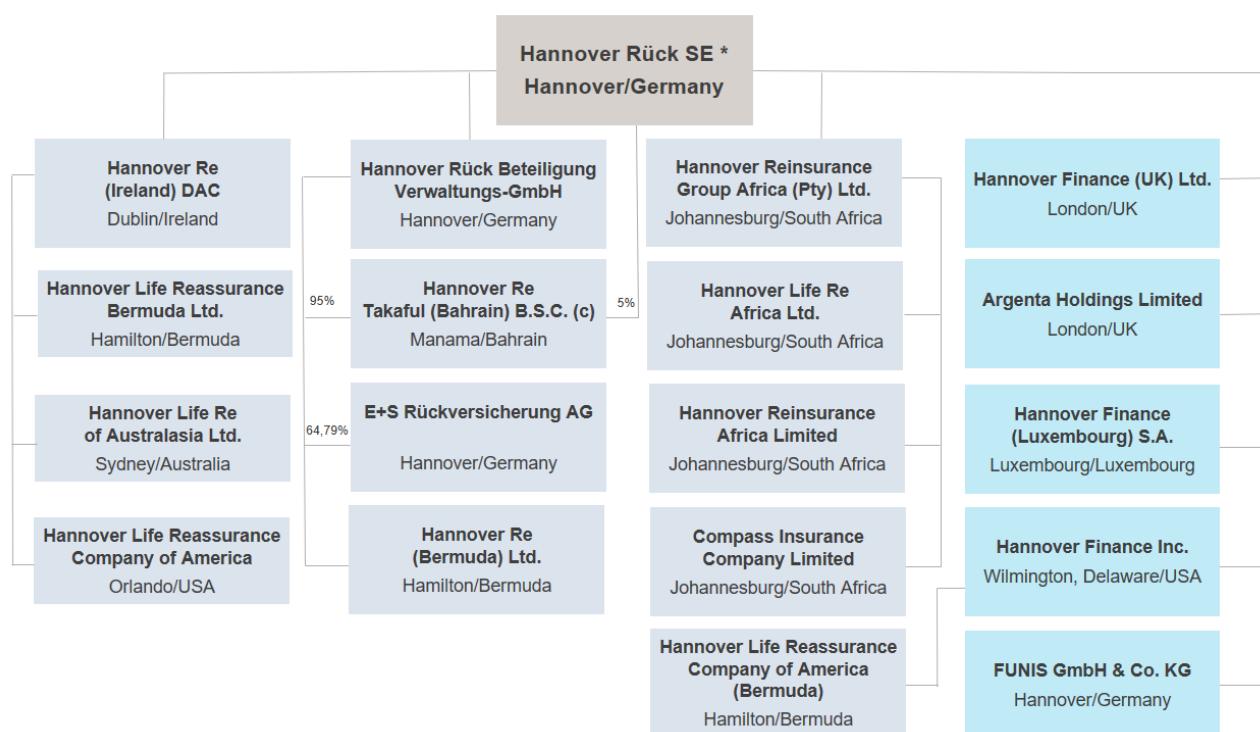 Hannover Rück SE *
Hannover/Germany
Hannover Re
(Ireland) DAC
Dublin/Ireland
Hannover Life Reassurance
Bermuda Ltd.
Hamilton/Bermuda
Hannover Life Re
of Australasia Ltd.
Sydney/Australia
Hannover Life Reassurance
Company of America
Orlando/USA
Hannover Rück Beteiligung
Verwaltungs-GmbH
Hannover/Germany
95%
Hannover Re
Takaful (Bahrain) B.S.C. (c)
Manama/Bahrain
5%
64,79%
E+S Rückversicherung AG
Hannover/Germany
Hannover Re
(Bermuda) Ltd.
Hamilton/Bermuda
Hannover Reinsurance
Group Africa (Pty) Ltd.
Johannesburg/South Africa
Hannover Life Re
Africa Ltd.
Johannesburg/South Africa
Hannover Reinsurance
Africa Limited
Johannesburg/South Africa
Compass Insurance
Company Limited
Johannesburg/South Africa
Hannover Life Reassurance
Company of America
(Bermuda)
Hamilton/Bermuda
Hannover Finance (UK) Ltd.
London/UK
Argenta Holdings Limited
London/UK
Hannover Finance
(Luxembourg) S.A.
Luxembourg/Luxembourg
Hannover Finance Inc.
Wilmington, Delaware/USA
FUNIS GmbH & Co. KG
Hannover/Germany